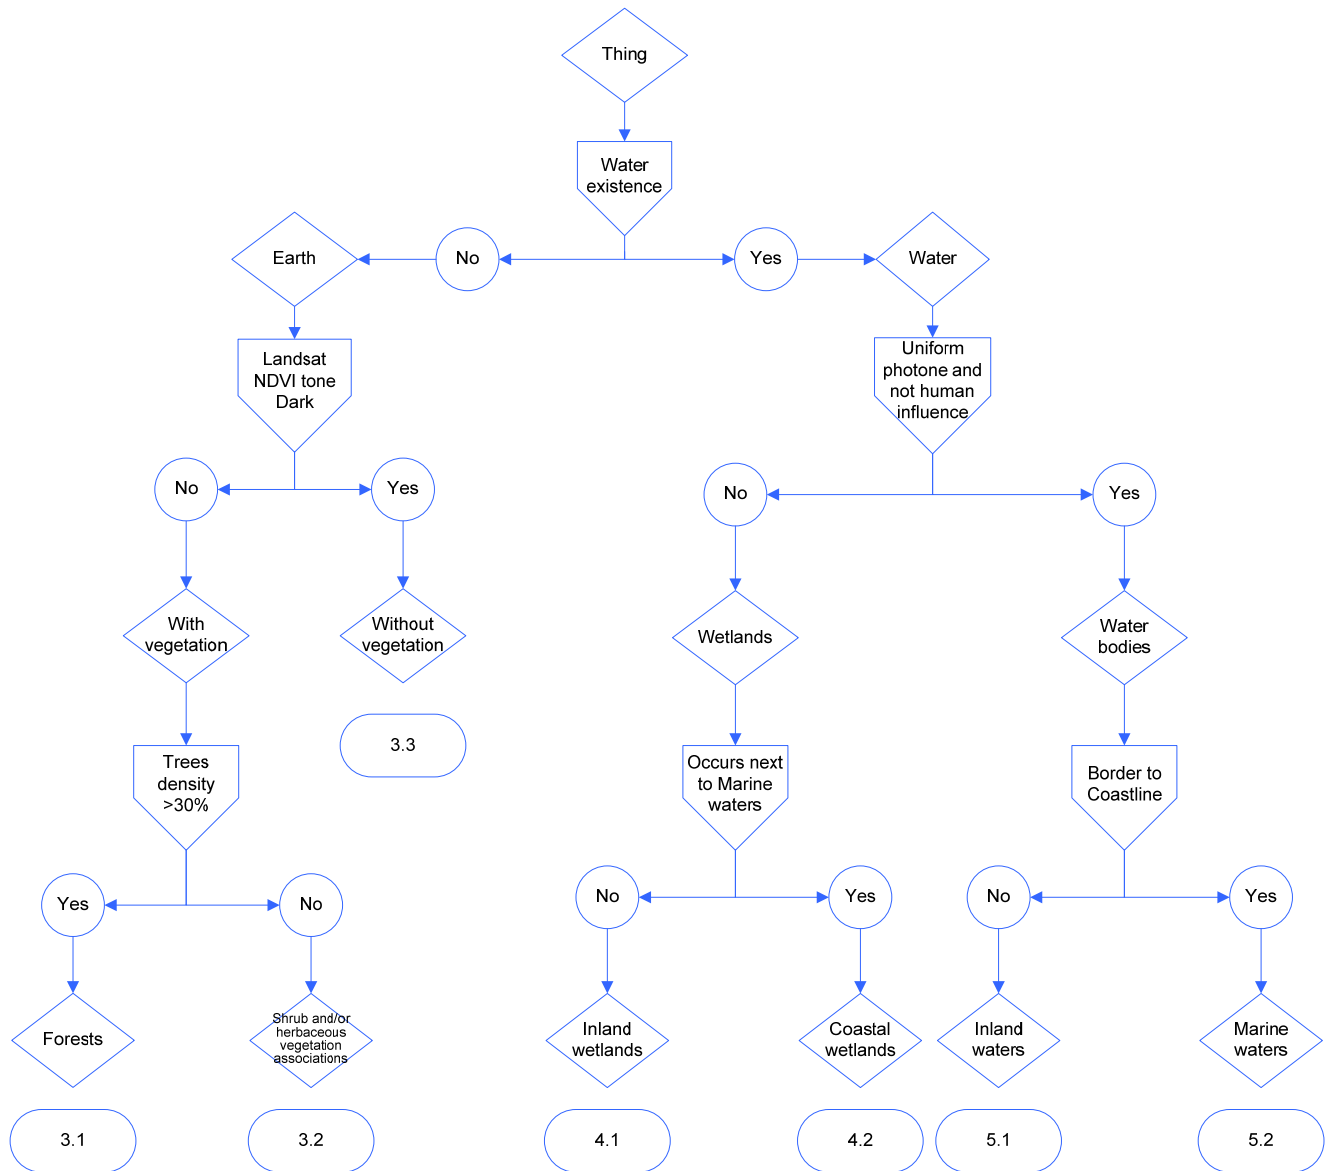 Thing
Water
existence
Earth
No
Yes
Water
Landsat
NDVI tone
Dark
Uniform
photone and
not human
influence
No
Yes
No
Yes
With
vegetation
Without
vegetation
Wetlands
Water
bodies
3.3
Trees
density
>30%
Occurs next
to Marine
waters
Border to
Coastline
Yes
No
No
Yes
No
Yes
Forests
Shrub and/or
herbaceous
vegetation
associations
Inland
wetlands
Coastal
wetlands
Inland
waters
Marine
waters
3.1
3.2
4.1
4.2
5.1
5.2